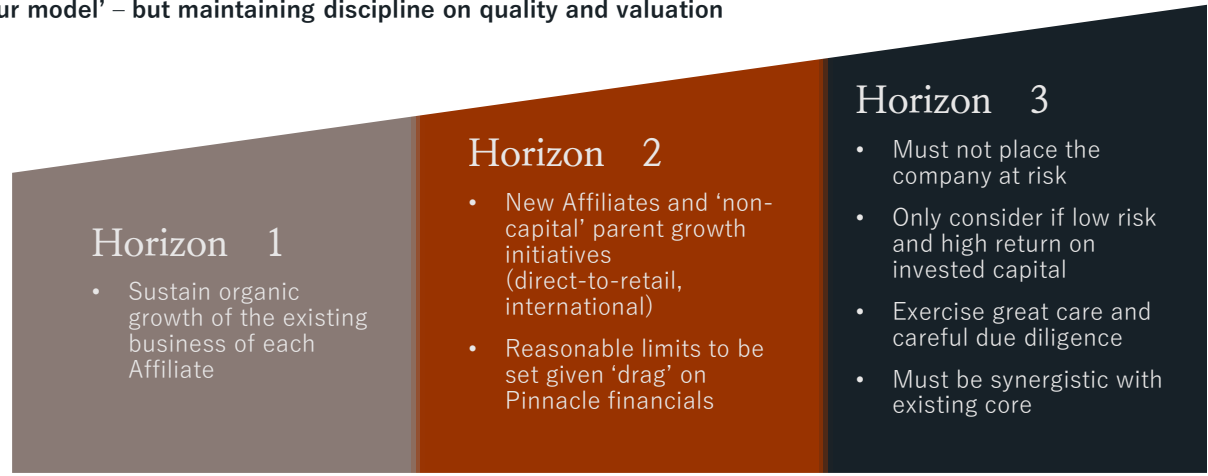 ur model’ – but maintaining discipline on quality and valuation
Horizon 1
• Sustain organic
growth of the existing
business of each
Affiliate
Horizon 2
• New Affiliates and ‘non-
capital’ parent growth
initiatives
(direct-to-retail,
international)
• Reasonable limits to be
set given ‘drag’ on
Pinnacle financials
Horizon 3
• Must not place the
company at risk
• Only consider if low risk
and high return on
invested capital
• Exercise great care and
careful due diligence
• Must be synergistic with
existing core